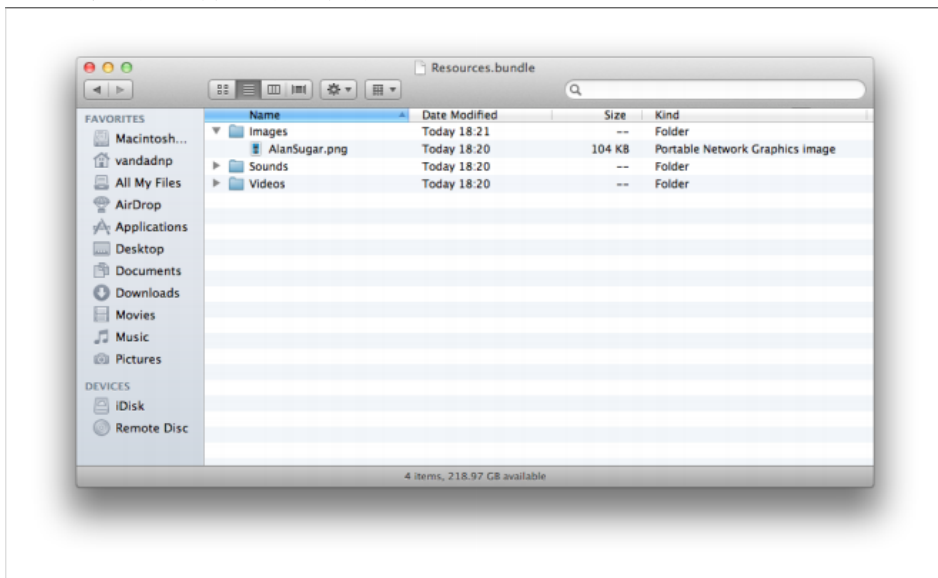 Resources.bundle
FAVORITES
Macintosh...
vandadnp
All My Files
AirDrop
Applications
Desktop
Documents
Downloads
Movies
Music
Pictures
DEVICES
iDisk
Remote Disc
Name Date Modified Size Kind
Images Today 18:21 -- Folder
AlanSugar.png Today 18:20 104 KB Portable Network Graphics image
Sounds Today 18:20 -- Folder
Videos Today 18:20 -- Folder
4 items, 218.97 GB available